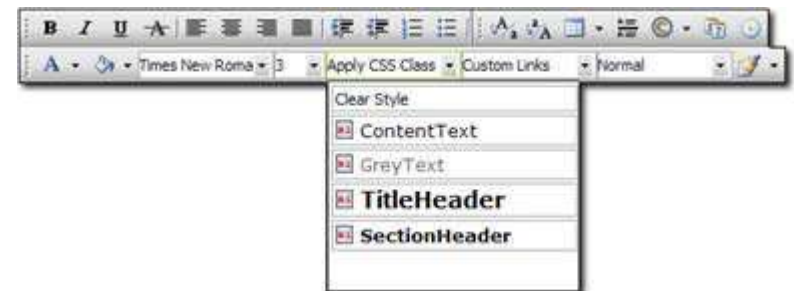 B I U A
A Times New Roma 3 Apply CSS Class Custom Links Normal
Clear Style
ContentText
GreyText
TitleHeader
SectionHeader